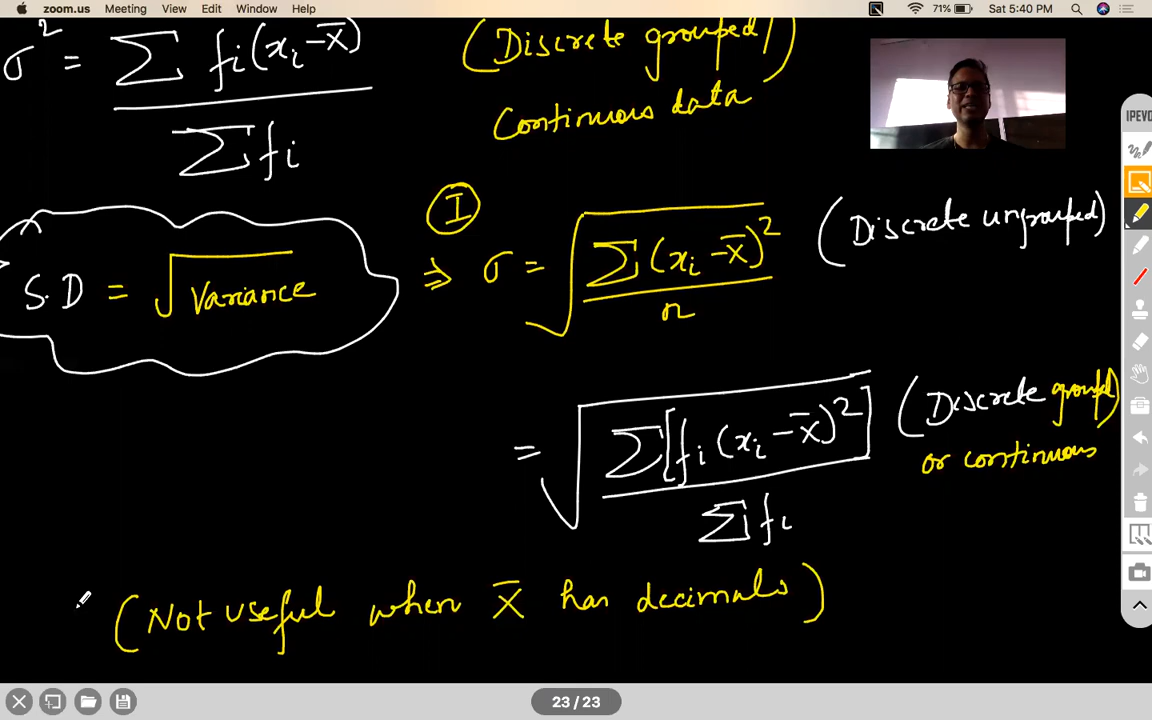 zoom.us Meeting View Edit Window Help 71% Sat 5:40 PM
σ² = ∑ fi(xi-x̄) / ∑fi
(Discrete grouped/
Continuous data)
IPEVO
S.D = √Variance
I
⇒ σ = √(∑(xi-x̄)² / n) (Discrete ungrouped)
= √(∑[fi(xi-x̄)²] / ∑fi) (Discrete grouped)
or continuous
(Not useful when x̄ has decimals)
23/23